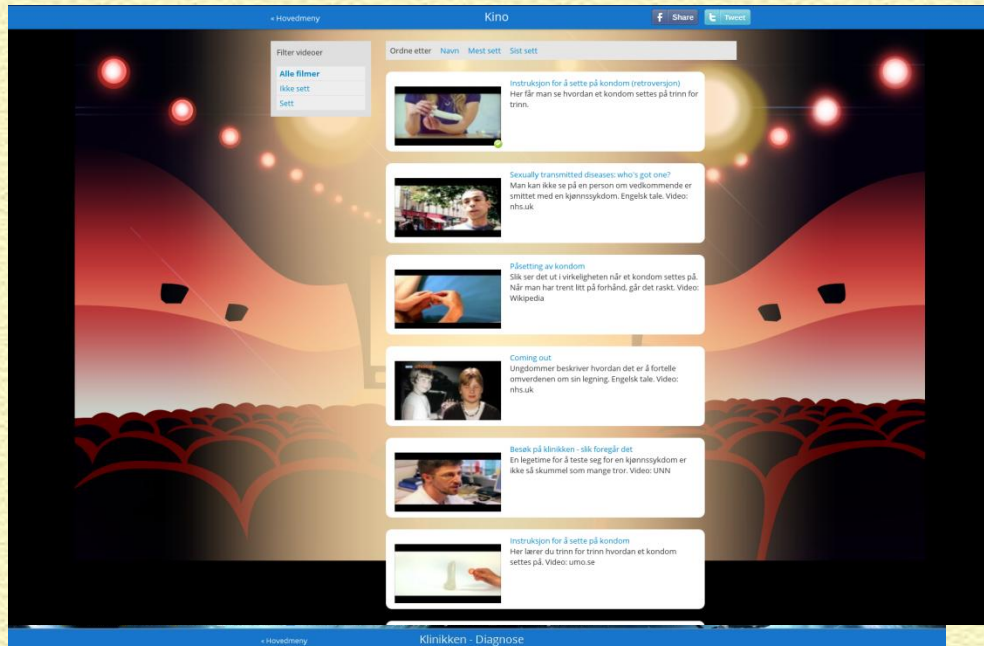 « Hovedmeny
Kino
Share
Tweet
Filter videoer
Alle filmer
Ikke sett
Sett
Ordne etter Navn Mest sett Sist sett
Instruksjon for å sette på kondom (retroversjon)
Her får man se hvordan et kondom settes på trinn for
trinn.
Sexually transmitted diseases: who's got one?
Man kan ikke se på en person om vedkommende er
smittet med en kjønnssykdom. Engelsk tale. Video:
nhs.uk
Påsetting av kondom
Slik ser det ut i virkeligheten når et kondom settes på.
Når man har trent litt på forhånd, går det raskt. Video:
Wikipedia
Coming out
Ungdommer beskriver hvordan det er å fortelle
omverdenen om sin legning. Engelsk tale. Video:
nhs.uk
Besøk på klinikken - slik foregår det
En legetime for å teste seg for en kjønnssykdom er
ikke så skummel som mange tror. Video: UNN
Instruksjon for å sette på kondom
Her lærer du trinn for trinn hvordan et kondom
settes på. Video: umo.se
« Hovedmeny
Klinikken - Diagnose